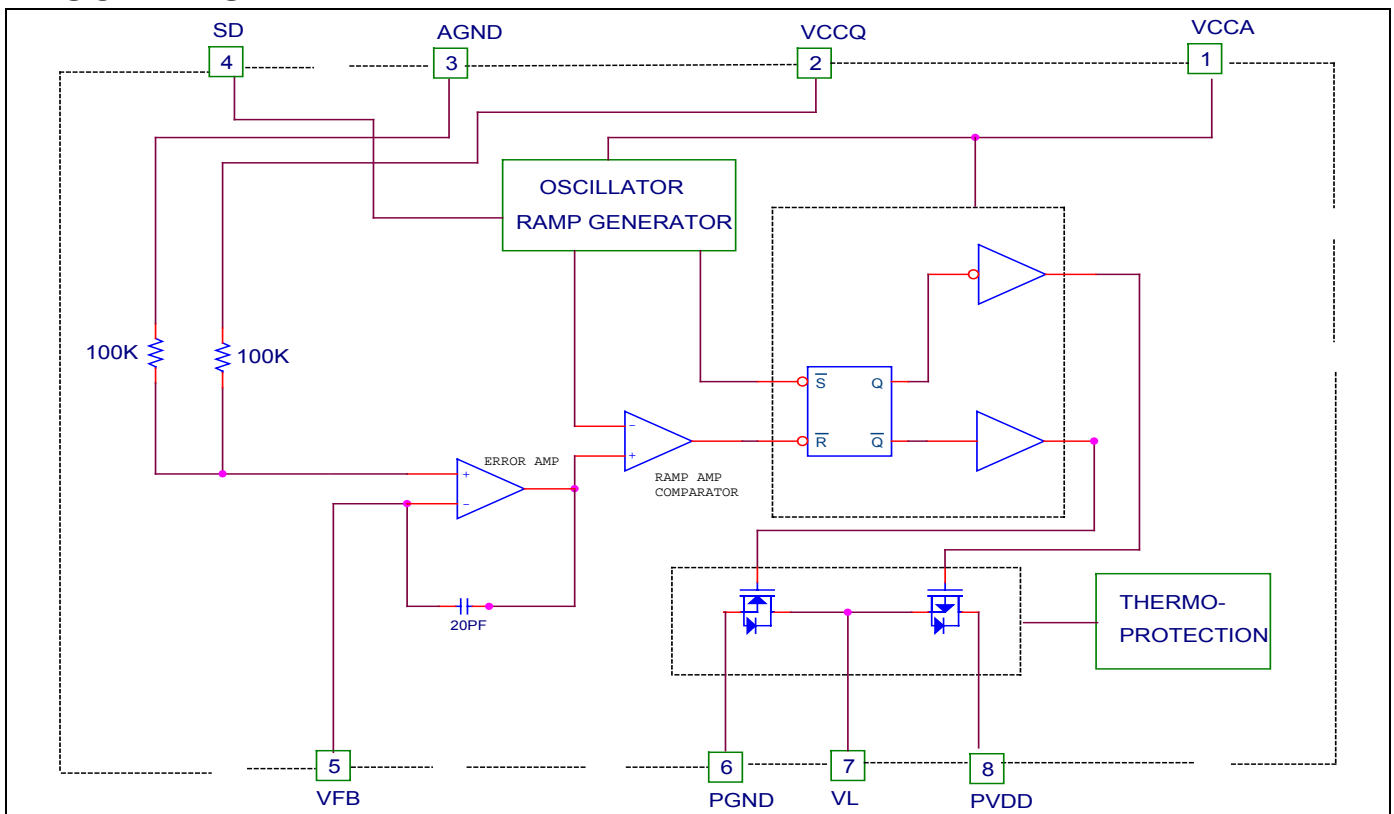 SD
AGND
VCCQ
VCCA
4
3
2
1
OSCILLATOR
RAMP GENERATOR
100K
100K
S
Q
R
Q
ERROR AMP
+
-
-
+
RAMP AMP
COMPARATOR
20PF
THERMO-
PROTECTION
5
6
7
8
VFB
PGND
VL
PVDD